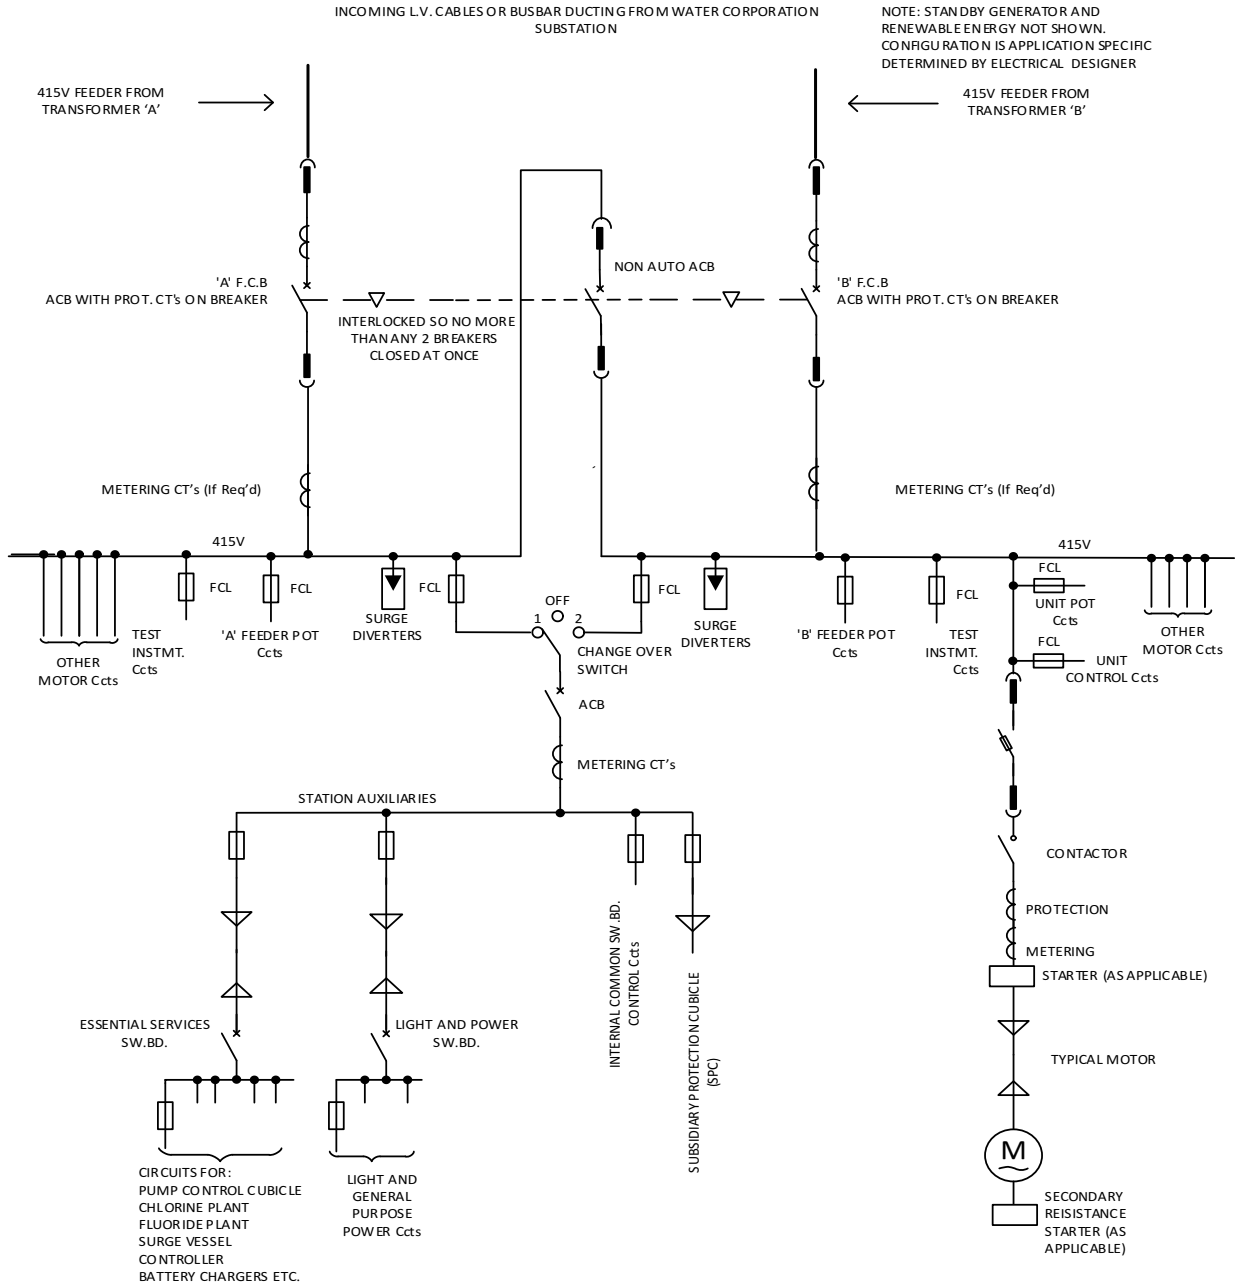 INCOMING L.V. CABLES OR BUSBAR DUCTING FROM WATER CORPORATION
SUBSTATION
NOTE: STANDBY GENERATOR AND
RENEWABLE ENERGY NOT SHOWN.
CONFIGURATION IS APPLICATION SPECIFIC
DETERMINED BY ELECTRICAL DESIGNER
415V FEEDER FROM
TRANSFORMER ‘A’
415V FEEDER FROM
TRANSFORMER ‘B’
'A' F.C.B
ACB WITH PROT. CT's ON BREAKER
NON AUTO ACB
'B' F.C.B
ACB WITH PROT. CT's ON BREAKER
INTERLOCKED SO NO MORE
THAN ANY 2 BREAKERS
CLOSED AT ONCE
METERING CT’s (If Req’d)
METERING CT’s (If Req’d)
415V
415V
FCL
FCL
FCL
FCL
FCL
FCL
FCL
UNIT POT
Ccts
FCL
UNIT
CONTROL Ccts
OTHER
MOTOR Ccts
TEST
INSTMT.
Ccts
'A' FEEDER POT
Ccts
SURGE
DIVERTERS
OFF
1
2
CHANGE OVER
SWITCH
SURGE
DIVERTERS
'B' FEEDER POT
Ccts
TEST
INSTMT.
Ccts
OTHER
MOTOR Ccts
ACB
METERING CT’s
STATION AUXILIARIES
CONTACTOR
PROTECTION
METERING
STARTER (AS APPLICABLE)
TYPICAL MOTOR
M
SECONDARY
REISISTANCE
STARTER (AS
APPLICABLE)
INTERNAL COMMON SW.BD.
CONTROL Ccts
SUBSIDIARY PROTECTION CUBICLE
(SPC)
ESSENTIAL SERVICES
SW.BD.
LIGHT AND POWER
SW.BD.
CIRCUITS FOR:
PUMP CONTROL CUBICLE
CHLORINE PLANT
FLUORIDE PLANT
SURGE VESSEL
CONTROLLER
BATTERY CHARGERS ETC.
LIGHT AND
GENERAL
PURPOSE
POWER Ccts